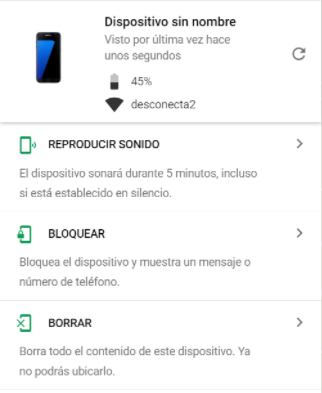 Dispositivo sin nombre
Visto por última vez hace
unos segundos
45%
desconecta2
REPRODUCIR SONIDO
El dispositivo sonará durante 5 minutos, incluso
si está establecido en silencio.
BLOQUEAR
Bloquea el dispositivo y muestra un mensaje o
número de teléfono.
BORRAR
Borra todo el contenido de este dispositivo. Ya
no podrás ubicarlo.